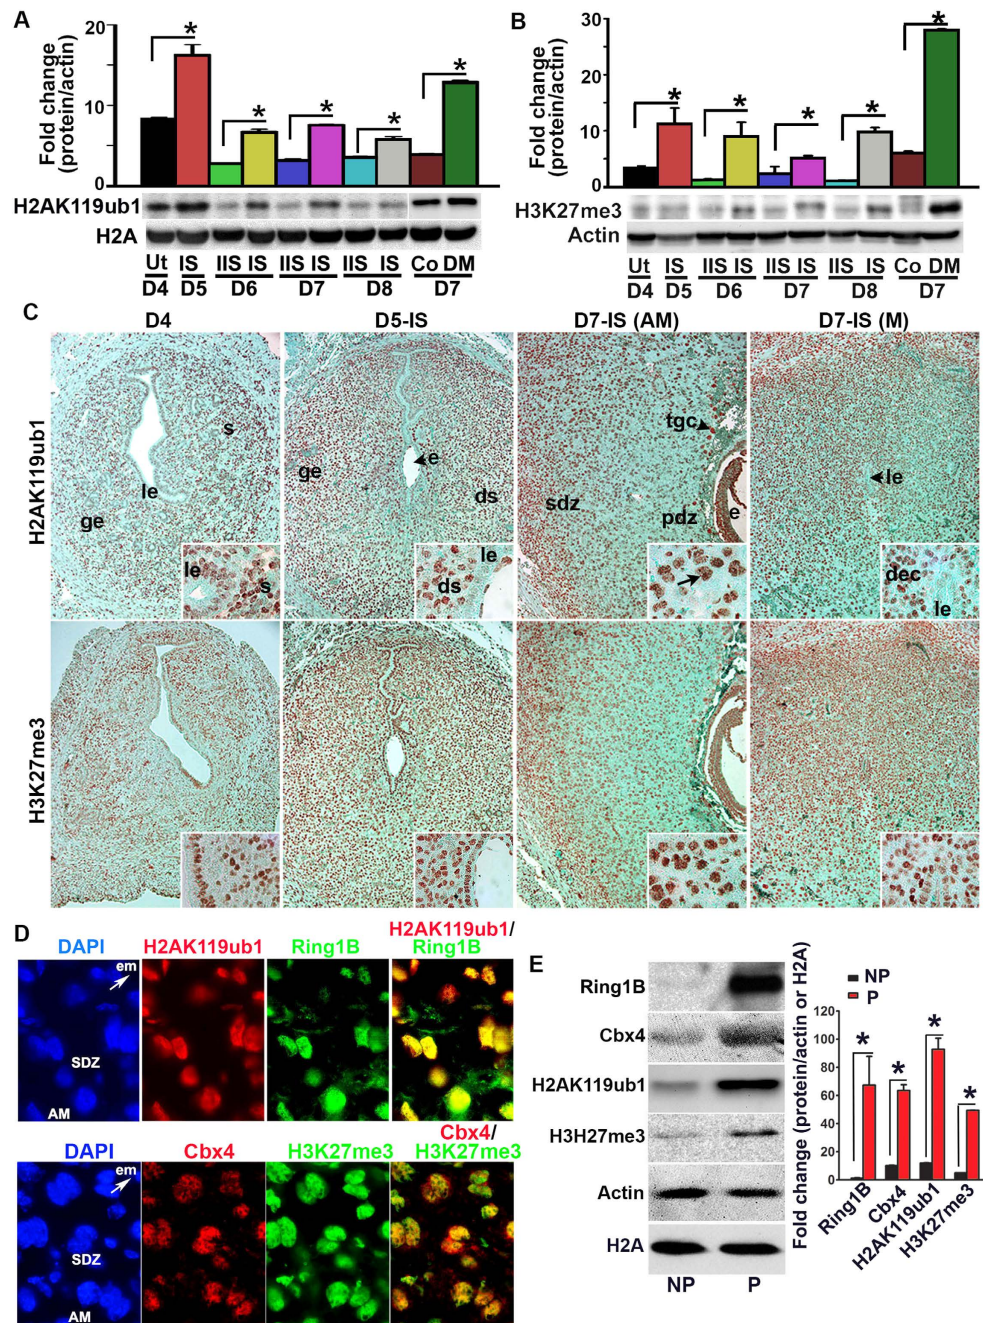 A
Fold change
(protein/actin)
20
10
0
* * * * *
H2AK119ub1
H2A
Ut IS IIS IS IIS IS IIS IS Co DM
D4 D5 D6 D7 D8 D7
B
Fold change
(protein/actin)
30
20
10
0
* * * * *
H3K27me3
Actin
Ut IS IIS IS IIS IS IIS IS Co DM
D4 D5 D6 D7 D8 D7
C
D4 D5-IS D7-IS (AM) D7-IS (M)
H2AK119ub1
s
le
ge
le
s
e
ge
ds
le
ds
tgc
sdz
pdz
e
le
dec
le
H3K27me3
D
DAPI H2AK119ub1 Ring1B H2AK119ub1/
Ring1B
em
SDZ
AM
DAPI Cbx4 H3K27me3 Cbx4/
H3K27me3
em
SDZ
AM
E
Ring1B
Cbx4
H2AK119ub1
H3H27me3
Actin
H2A
NP P
Fold change (protein/actin or H2A)
NP
P
120
100
80
60
40
20
0
* * * *
Ring1B
Cbx4
H2AK119ub1
H3K27me3